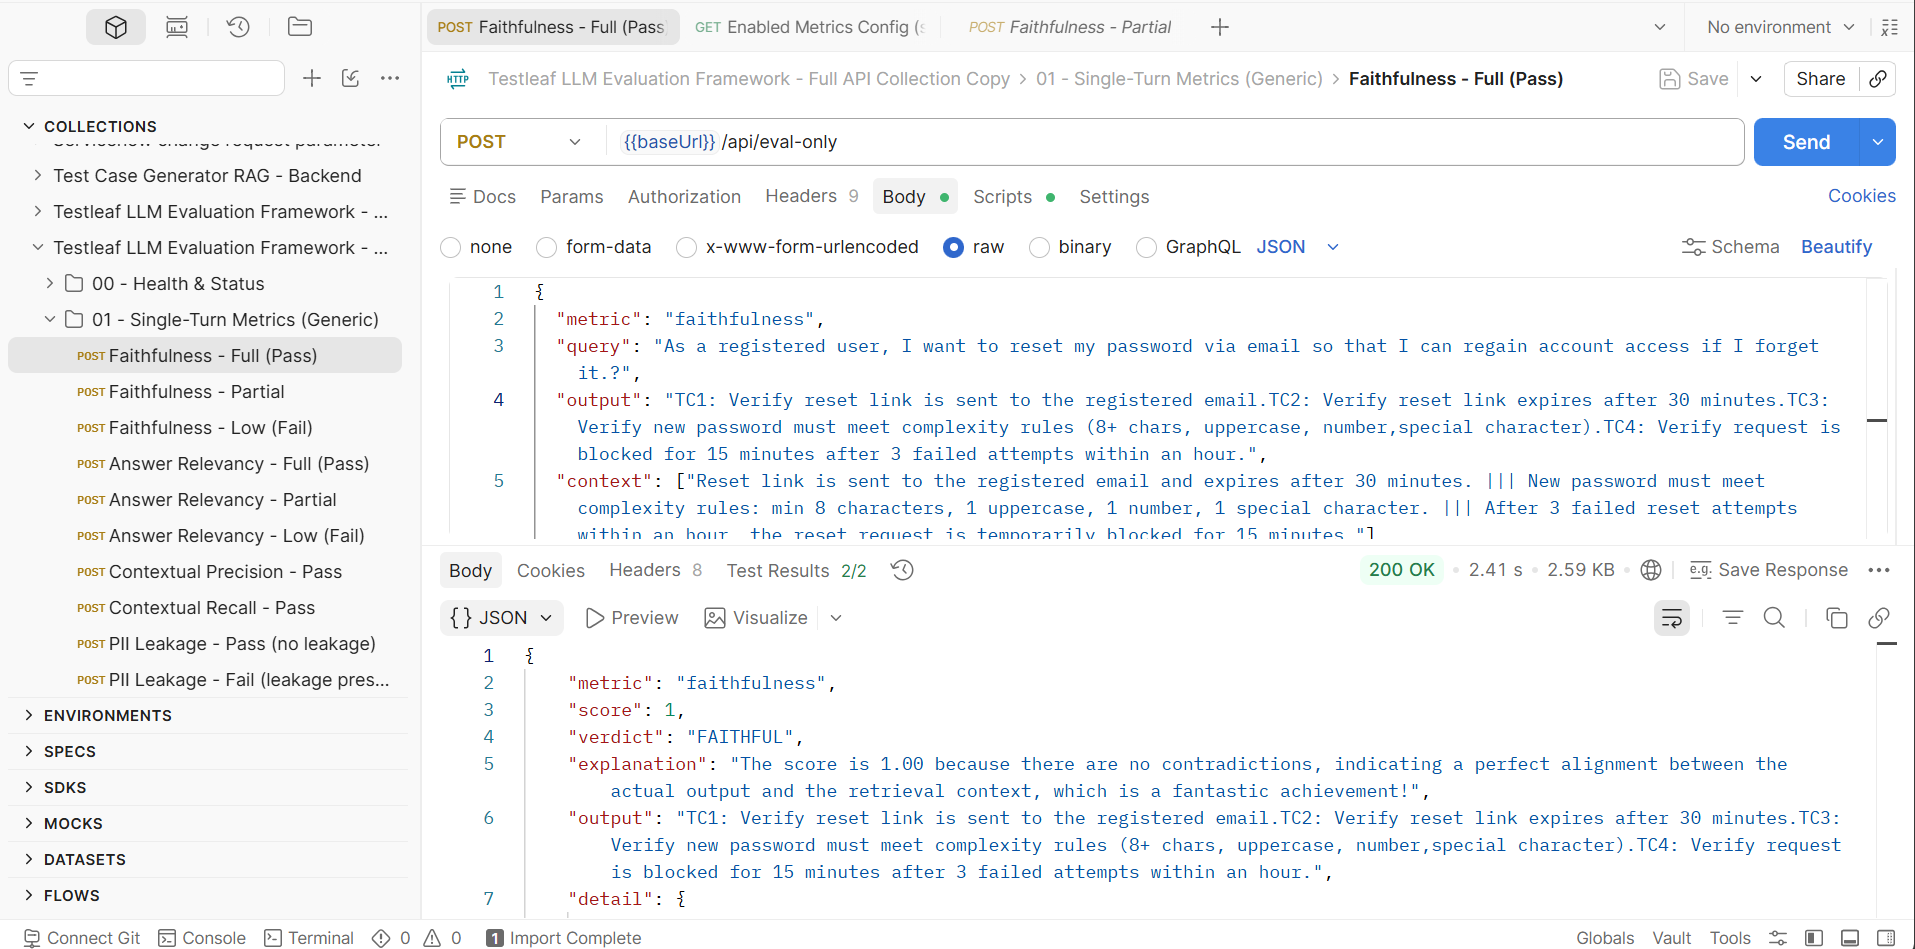 POST Faithfulness - Full (Pass
GET Enabled Metrics Config (
POST Faithfulness - Partial
No environment
Testleaf LLM Evaluation Framework - Full API Collection Copy > 01 - Single-Turn Metrics (Generic) > Faithfulness - Full (Pass)
Save
Share
COLLECTIONS
Servicenow change request parameter
Test Case Generator RAG - Backend
Testleaf LLM Evaluation Framework - ...
Testleaf LLM Evaluation Framework - ...
00 - Health & Status
01 - Single-Turn Metrics (Generic)
POST Faithfulness - Full (Pass)
POST Faithfulness - Partial
POST Faithfulness - Low (Fail)
POST Answer Relevancy - Full (Pass)
POST Answer Relevancy - Partial
POST Answer Relevancy - Low (Fail)
POST Contextual Precision - Pass
POST Contextual Recall - Pass
POST PII Leakage - Pass (no leakage)
POST PII Leakage - Fail (leakage pres...
ENVIRONMENTS
SPECS
SDKS
MOCKS
DATASETS
FLOWS
HTTP
POST
{{baseUrl}} /api/eval-only
Send
Docs Params Authorization Headers 9 Body Scripts Settings
Cookies
none form-data x-www-form-urlencoded raw binary GraphQL JSON
Schema Beautify
1 {
2 "metric": "faithfulness",
3 "query": "As a registered user, I want to reset my password via email so that I can regain account access if I forget
it.?",
4 "output": "TC1: Verify reset link is sent to the registered email.TC2: Verify reset link expires after 30 minutes.TC3:
Verify new password must meet complexity rules (8+ chars, uppercase, number,special character).TC4: Verify request is
blocked for 15 minutes after 3 failed attempts within an hour.",
5 "context": ["Reset link is sent to the registered email and expires after 30 minutes. ||| New password must meet
complexity rules: min 8 characters, 1 uppercase, 1 number, 1 special character. ||| After 3 failed reset attempts
within an hour, the reset request is temporarily blocked for 15 minutes."]
Body Cookies Headers 8 Test Results 2/2
200 OK • 2.41 s • 2.59 KB
e.g. Save Response
{} JSON Preview Visualize
1 {
2 "metric": "faithfulness",
3 "score": 1,
4 "verdict": "FAITHFUL",
5 "explanation": "The score is 1.00 because there are no contradictions, indicating a perfect alignment between the
actual output and the retrieval context, which is a fantastic achievement!",
6 "output": "TC1: Verify reset link is sent to the registered email.TC2: Verify reset link expires after 30 minutes.TC3:
Verify new password must meet complexity rules (8+ chars, uppercase, number,special character).TC4: Verify request
is blocked for 15 minutes after 3 failed attempts within an hour.",
7 "detail": {
Connect Git Console Terminal 0 0 1 Import Complete
Globals Vault Tools